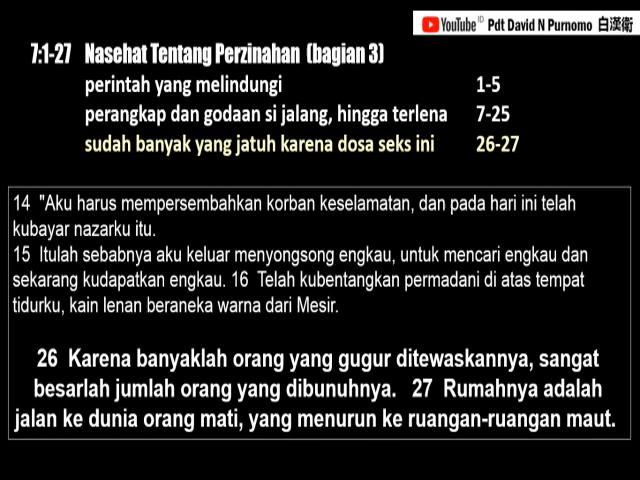 YouTube ID Pdt David N Purnomo 白漢衛
7:1-27 Nasehat Tentang Perzinahan (bagian 3)
perintah yang melindungi 1-5
perangkap dan godaan si jalang, hingga terlena 7-25
sudah banyak yang jatuh karena dosa seks ini 26-27
14 "Aku harus mempersembahkan korban keselamatan, dan pada hari ini telah
kubayar nazarku itu.
15 Itulah sebabnya aku keluar menyongsong engkau, untuk mencari engkau dan
sekarang kudapatkan engkau. 16 Telah kubentangkan permadani di atas tempat
tidurku, kain lenan beraneka warna dari Mesir.
26 Karena banyaklah orang yang gugur ditewaskannya, sangat
besarlah jumlah orang yang dibunuhnya. 27 Rumahnya adalah
jalan ke dunia orang mati, yang menurun ke ruangan-ruangan maut.